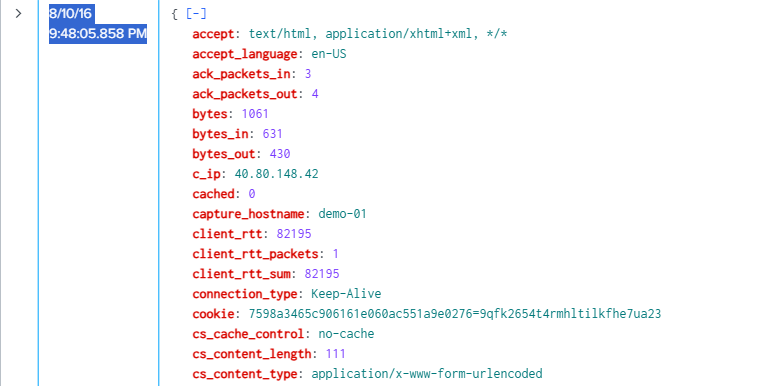 8/10/16
9:48:05.858 PM
{ [-]
accept: text/html, application/xhtml+xml, */*
accept_language: en-US
ack_packets_in: 3
ack_packets_out: 4
bytes: 1061
bytes_in: 631
bytes_out: 430
c_ip: 40.80.148.42
cached: 0
capture_hostname: demo-01
client_rtt: 82195
client_rtt_packets: 1
client_rtt_sum: 82195
connection_type: Keep-Alive
cookie: 7598a3465c906161e060ac551a9e0276=9qfk2654t4rmhltilkfhe7ua23
cs_cache_control: no-cache
cs_content_length: 111
cs_content_type: application/x-www-form-urlencoded